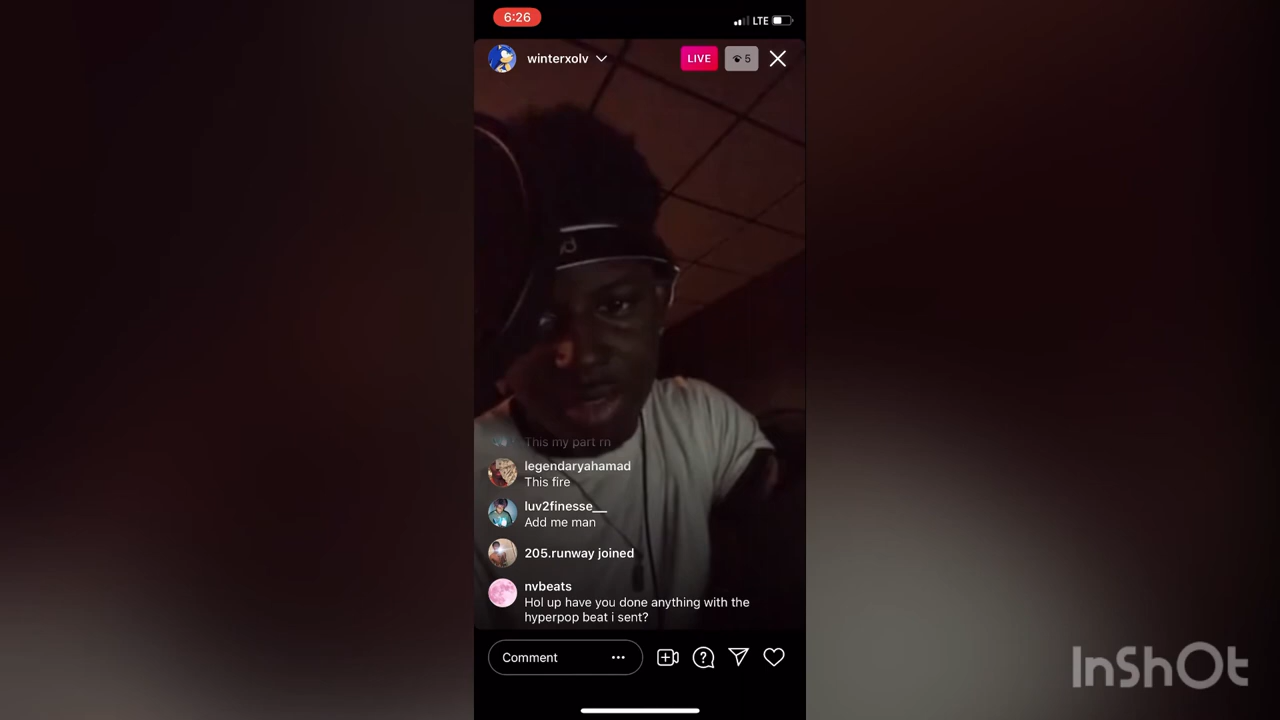 6:26
LTE
winterxolv
LIVE
5
This my part rn
legendaryahamad
This fire
luv2finesse__
Add me man
205.runway joined
nvbeats
Hol up have you done anything with the
hyperpop beat i sent?
Comment
InShOt